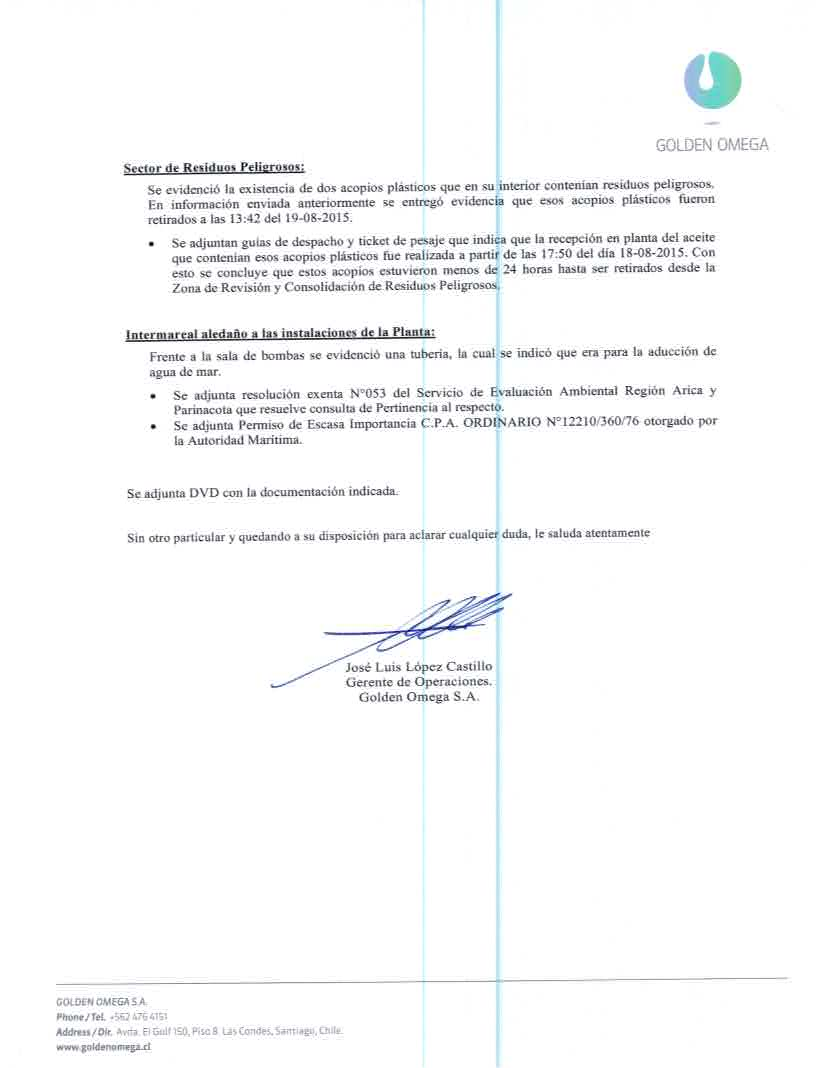 GOLDEN OMEGA
Sector de Residuos Peligrosos:
Se evidenció la existencia de dos acopios plásticos que en su interior contenían residuos peligrosos.
En información enviada anteriormente se entregó evidencia que esos acopios plásticos fueron
retirados a las 13:42 del 19-08-2015.
• Se adjuntan guías de despacho y ticket de pesaje que indica que la recepción en planta del aceite
que contenían esos acopios plásticos fue realizada a partir de las 17:50 del día 18-08-2015. Con
esto se concluye que estos acopios estuvieron menos de 24 horas hasta ser retirados desde la
Zona de Revisión y Consolidación de Residuos Peligrosos.
Intermareal aledaño a las instalaciones de la Planta:
Frente a la sala de bombas se evidenció una tubería, la cual se indicó que era para la aducción de
agua de mar.
• Se adjunta resolución exenta N°053 del Servicio de Evaluación Ambiental Región Arica y
Parinacota que resuelve consulta de Pertinencia al respecto.
• Se adjunta Permiso de Escasa Importancia C.P.A. ORDINARIO N°12210/360/76 otorgado por
la Autoridad Marítima.
Se adjunta DVD con la documentación indicada.
Sin otro particular y quedando a su disposición para aclarar cualquier duda, le saluda atentamente
José Luis López Castillo
Gerente de Operaciones.
Golden Omega S.A.
GOLDEN OMEGA S.A.
Phone / Tel. +562 476 4151
Address / Dir. Avda. El Golf 150, Piso 8. Las Condes, Santiago, Chile.
www.goldenomega.cl